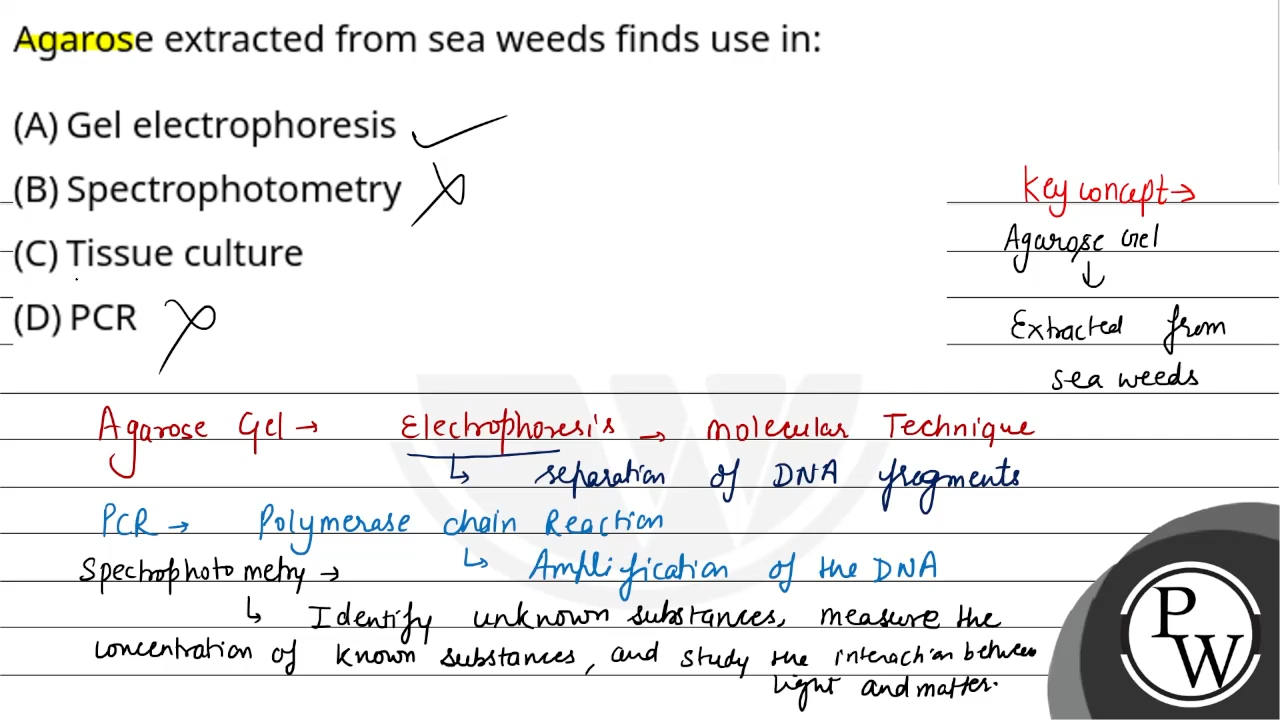 Agarose extracted from sea weeds finds use in:
(A) Gel electrophoresis
(B) Spectrophotometry
(C) Tissue culture
(D) PCR
Key concept →
Agarose Gel
↓
Extracted from
sea weeds
Agarose Gel → Electrophoresis → molecular Technique
↳ separation of DNA fragments
PCR → Polymerase chain Reaction
↳ Amplification of the DNA
Spectrophotometry →
↳ Identify unknown substances, measure the
concentration of known substances, and study the interaction between
light and matter.
PW